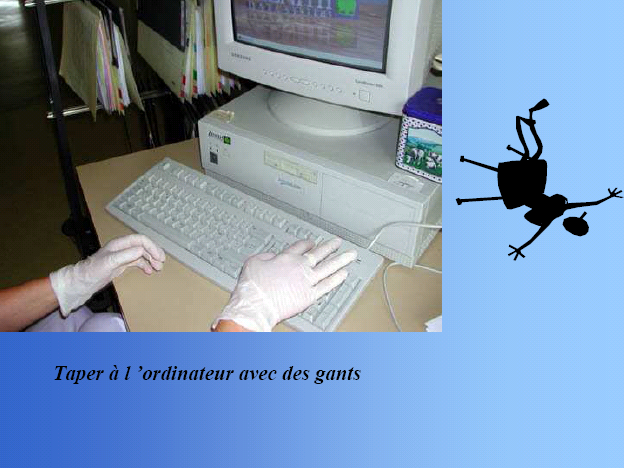 Taper à l ’ordinateur avec des gants